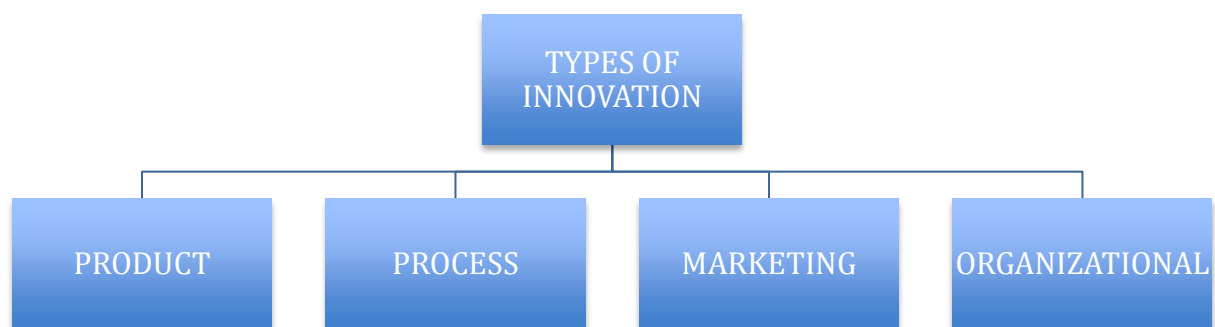 TYPES OF
INNOVATION
PRODUCT
PROCESS
MARKETING
ORGANIZATIONAL